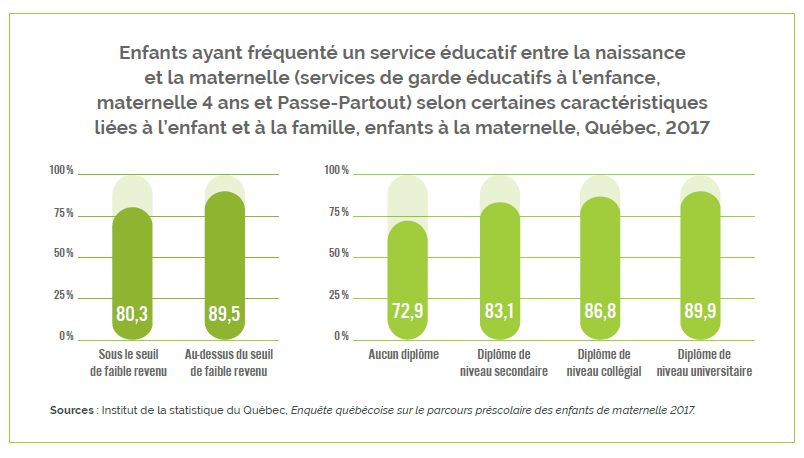 Enfants ayant fréquenté un service éducatif entre la naissance
et la maternelle (services de garde éducatifs à l’enfance,
maternelle 4 ans et Passe-Partout) selon certaines caractéristiques
liées à l’enfant et à la famille, enfants à la maternelle, Québec, 2017
100 %
75 %
50 %
25 %
0 %
80,3
89,5
Sous le seuil
de faible revenu
Au-dessus du seuil
de faible revenu
100 %
75 %
50 %
25 %
0 %
72,9
83,1
86,8
89,9
Aucun diplôme
Diplôme de
niveau secondaire
Diplôme de
niveau collégial
Diplôme de
niveau universitaire
Sources : Institut de la statistique du Québec, Enquête québécoise sur le parcours préscolaire des enfants de maternelle 2017.